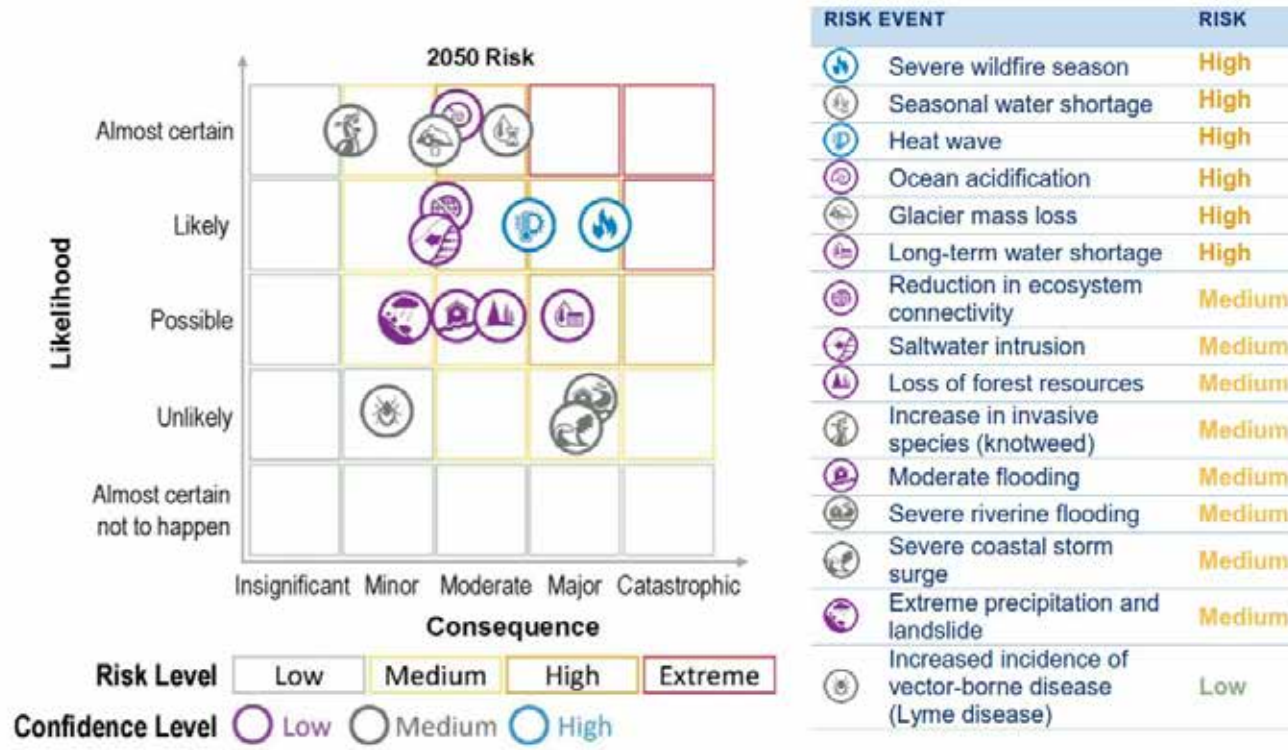 2050 Risk
Almost certain
Likely
Possible
Unlikely
Almost certain
not to happen
Likelihood
Insignificant Minor Moderate Major Catastrophic
Consequence
Risk Level Low Medium High Extreme
Confidence Level Low Medium High
RISK EVENT RISK
Severe wildfire season High
Seasonal water shortage High
Heat wave High
Ocean acidification High
Glacier mass loss High
Long-term water shortage High
Reduction in ecosystem
connectivity Medium
Saltwater intrusion Medium
Loss of forest resources Medium
Increase in invasive
species (knotweed) Medium
Moderate flooding Medium
Severe riverine flooding Medium
Severe coastal storm
surge Medium
Extreme precipitation and
landslide Medium
Increased incidence of
vector-borne disease Low
(Lyme disease)